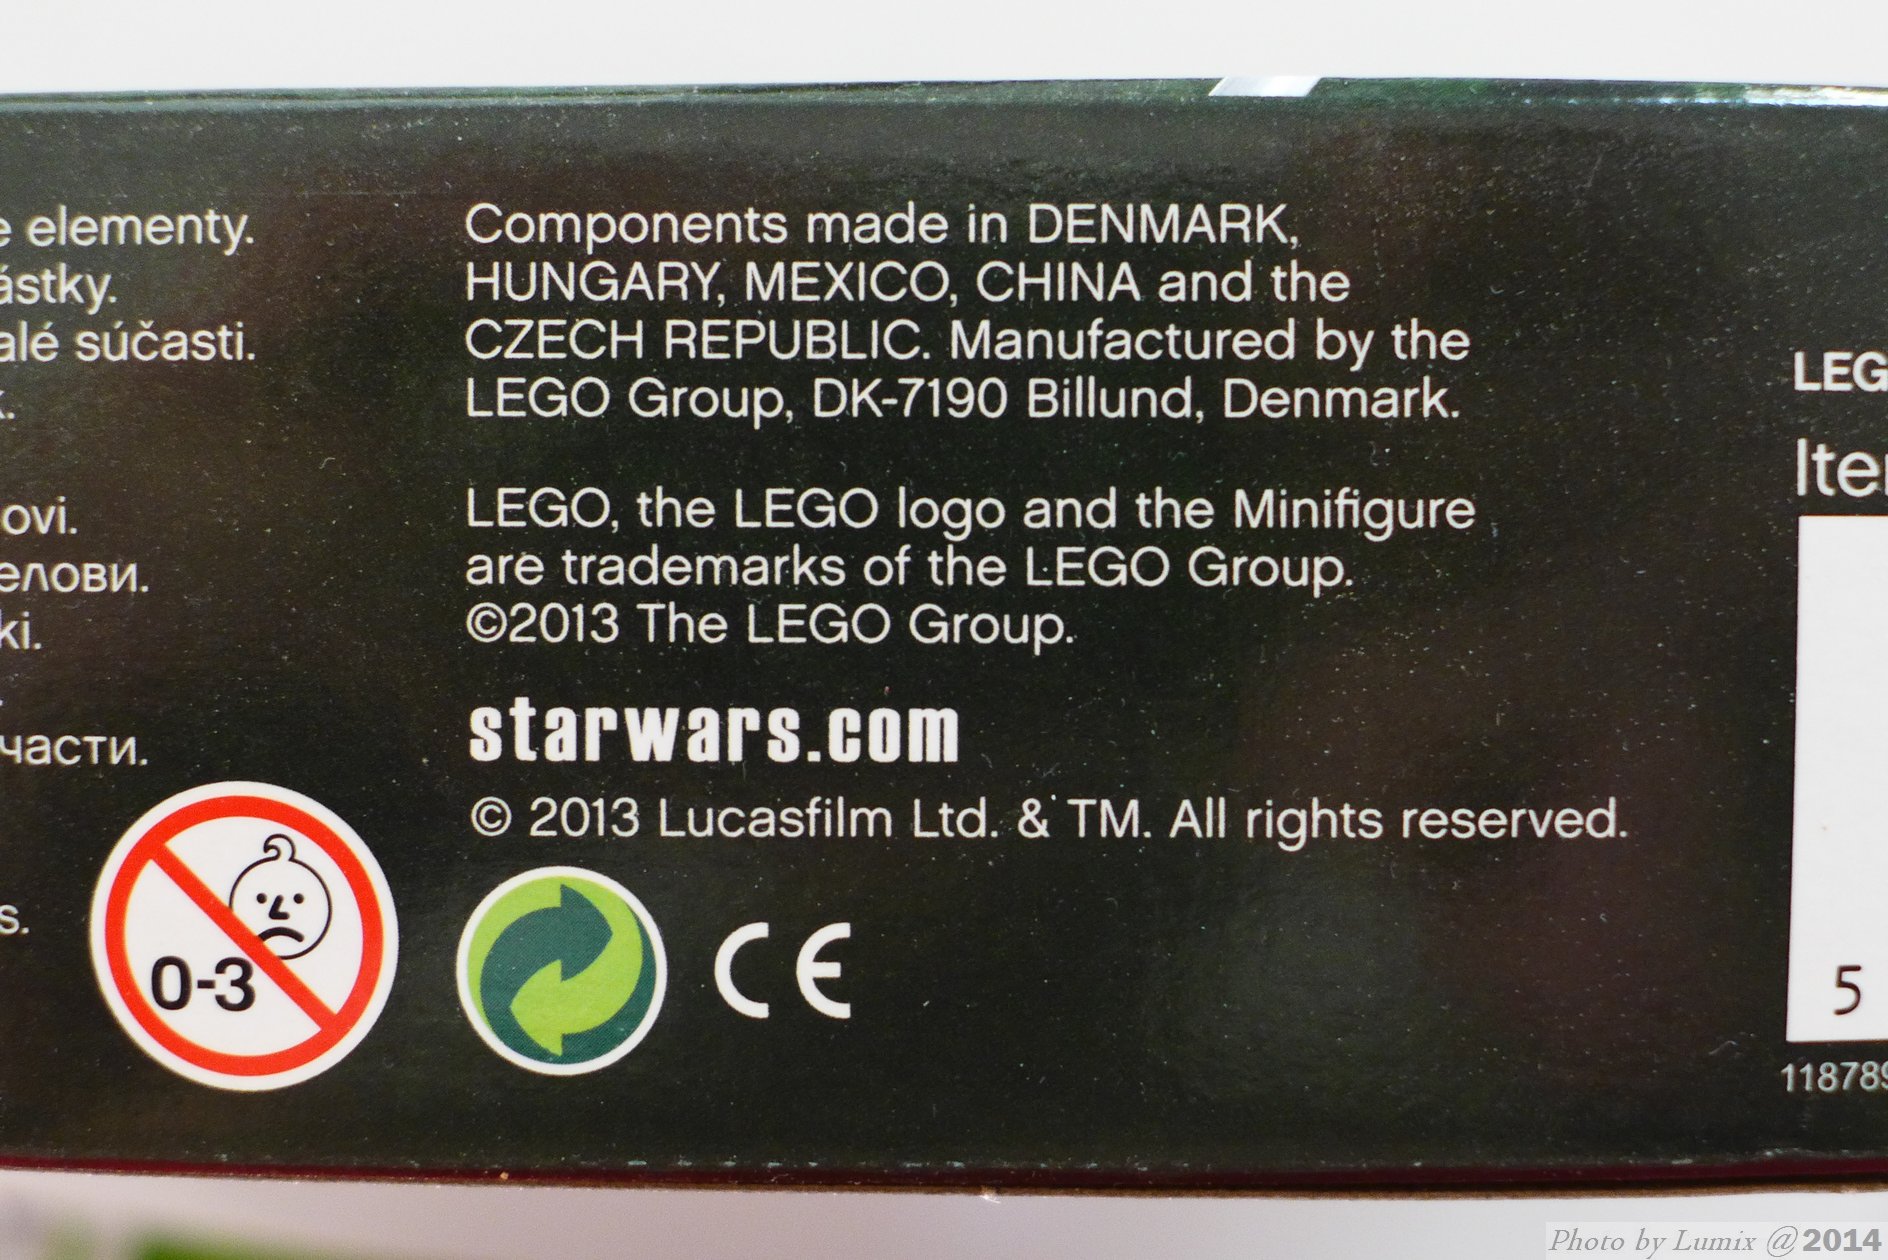 e elementy.
ástky.
alé súčasti.
k.
ovi.
елови.
ki.
части.
s.
0-3
Components made in DENMARK,
HUNGARY, MEXICO, CHINA and the
CZECH REPUBLIC. Manufactured by the
LEGO Group, DK-7190 Billund, Denmark.
LEGO, the LEGO logo and the Minifigure
are trademarks of the LEGO Group.
©2013 The LEGO Group.
starwars.com
© 2013 Lucasfilm Ltd. & TM. All rights reserved.
CE
LEG
Ite
5
11878
Photo by Lumix @2014